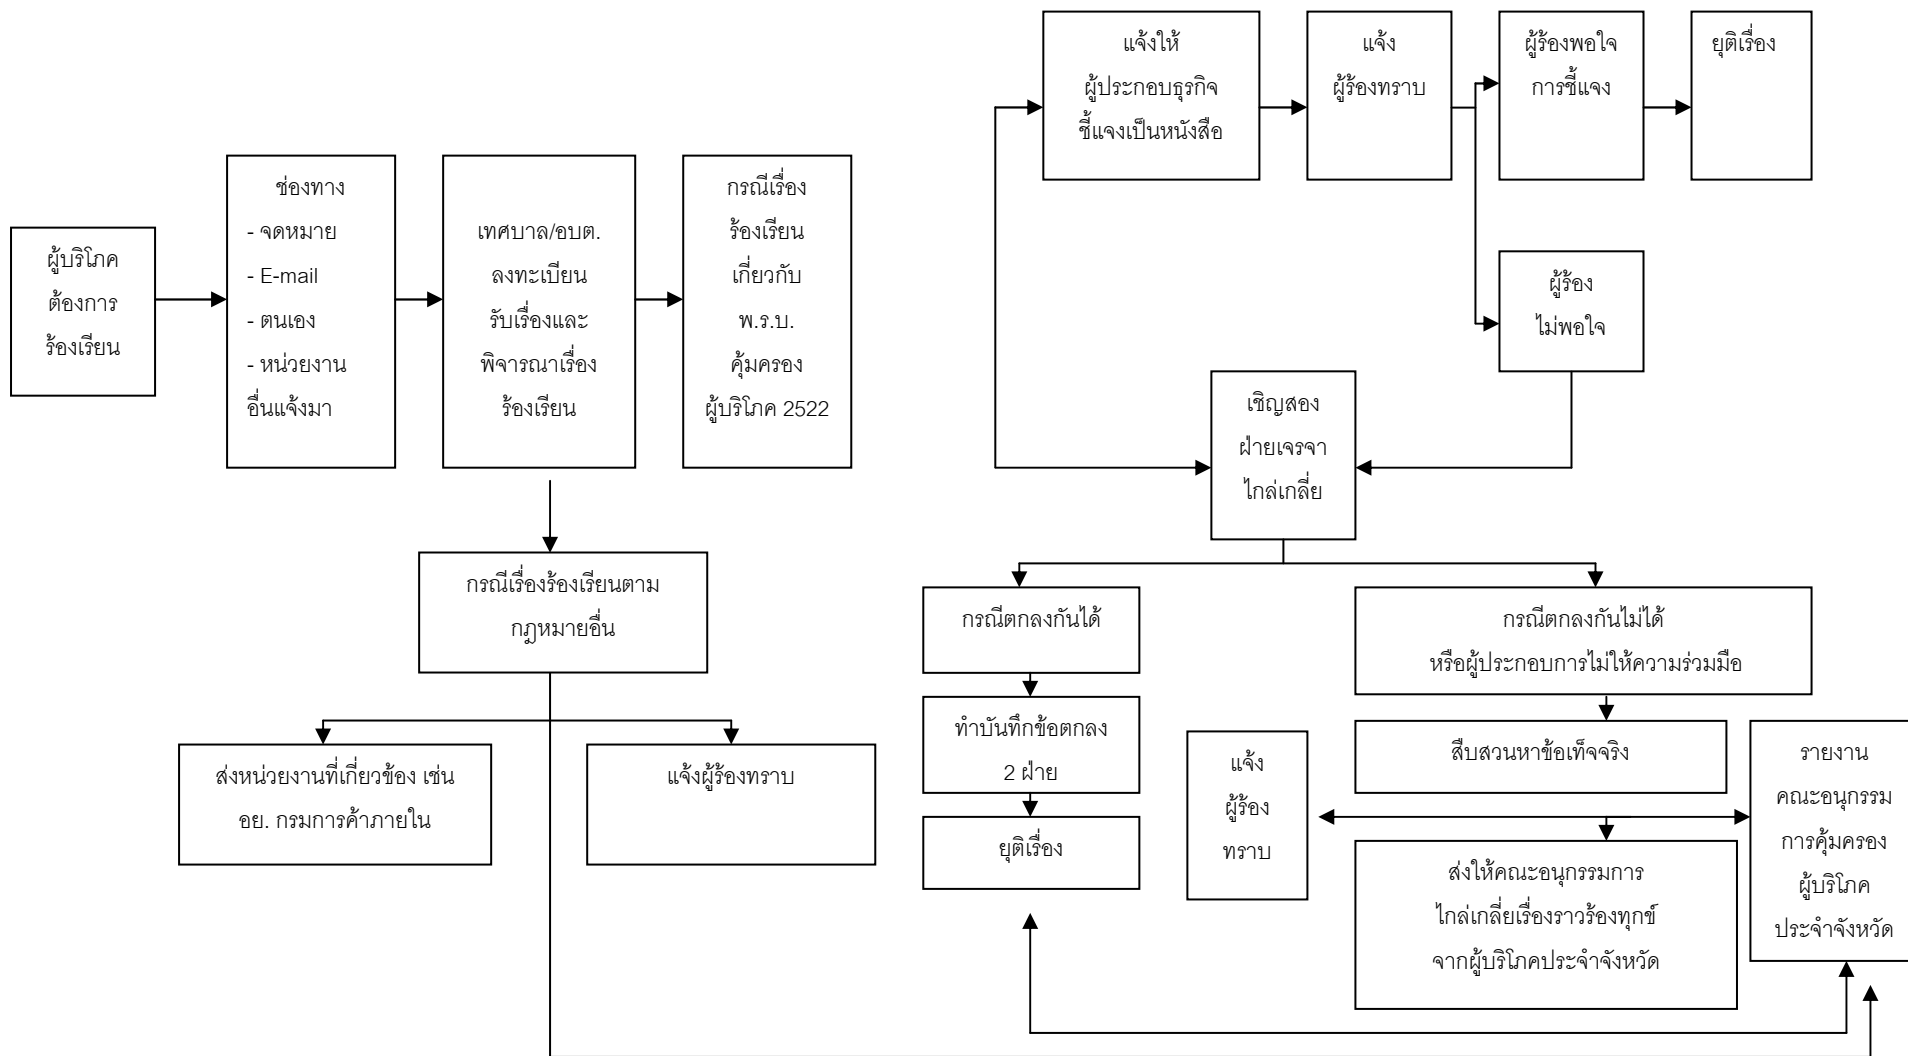 ผู้บริโภค
ต้องการ
ร้องเรียน
ช่องทาง
- จดหมาย
- E-mail
- ตนเอง
- หน่วยงาน
อื่นแจ้งมา
เทศบาล/อบต.
ลงทะเบียน
รับเรื่องและ
พิจารณาเรื่อง
ร้องเรียน
กรณีเรื่อง
ร้องเรียน
เกี่ยวกับ
พ.ร.บ.
คุ้มครอง
ผู้บริโภค 2522
กรณีเรื่องร้องเรียนตาม
กฎหมายอื่น
ส่งหน่วยงานที่เกี่ยวข้อง เช่น
อย. กรมการค้าภายใน
แจ้งผู้ร้องทราบ
แจ้งให้
ผู้ประกอบธุรกิจ
ชี้แจงเป็นหนังสือ
แจ้ง
ผู้ร้องทราบ
ผู้ร้องพอใจ
การชี้แจง
ยุติเรื่อง
ผู้ร้อง
ไม่พอใจ
เชิญสอง
ฝ่ายเจรจา
ไกล่เกลี่ย
กรณีตกลงกันได้
ทำบันทึกข้อตกลง
2 ฝ่าย
ยุติเรื่อง
กรณีตกลงกันไม่ได้
หรือผู้ประกอบการไม่ให้ความร่วมมือ
สืบสวนหาข้อเท็จจริง
แจ้ง
ผู้ร้อง
ทราบ
ส่งให้คณะอนุกรรมการ
ไกล่เกลี่ยเรื่องราวร้องทุกข์
จากผู้บริโภคประจำจังหวัด
รายงาน
คณะอนุกรรม
การคุ้มครอง
ผู้บริโภค
ประจำจังหวัด